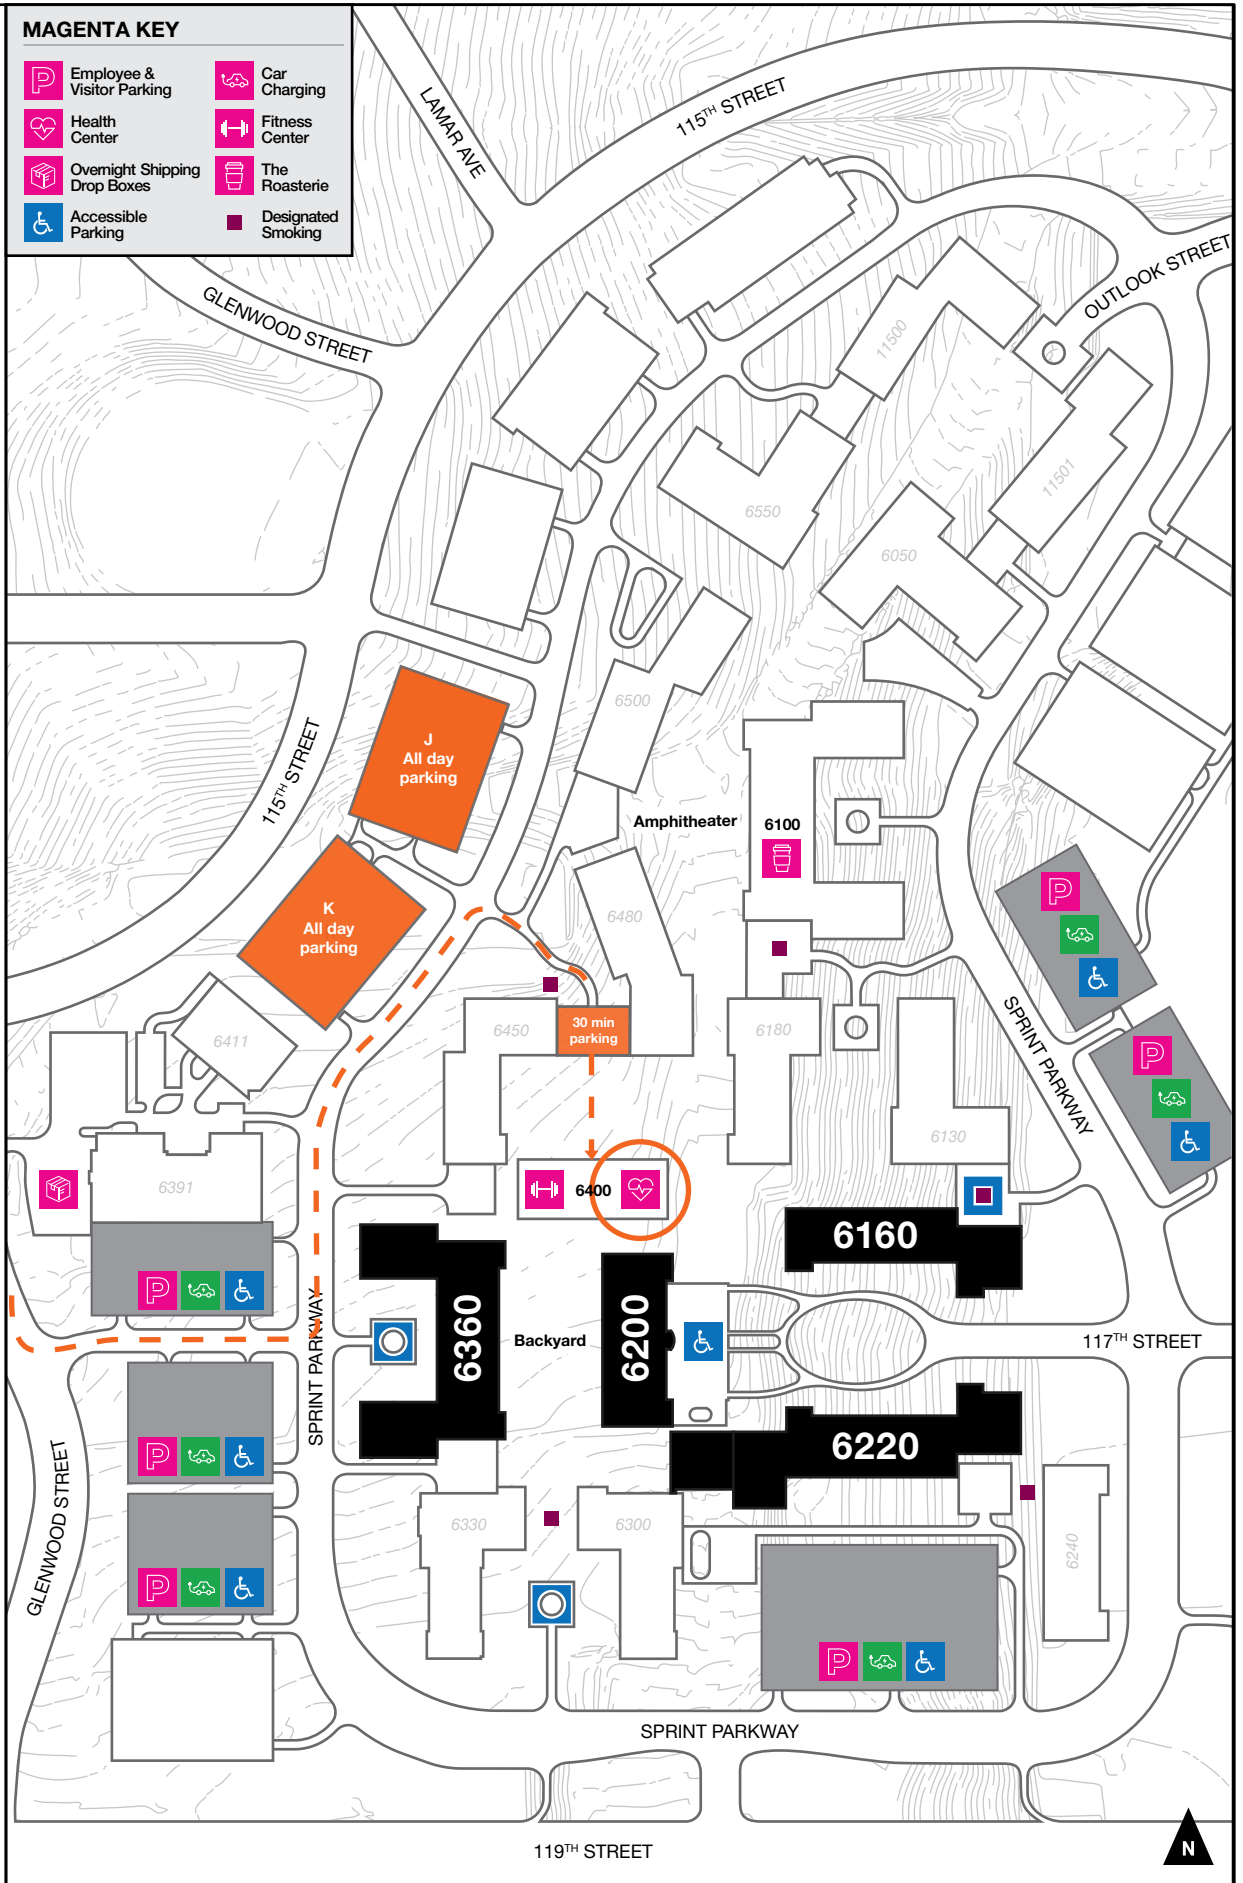 MAGENTA KEY
Employee &
Visitor Parking
Car
Charging
Health
Center
Fitness
Center
Overnight Shipping
Drop Boxes
The
Roasterie
Accessible
Parking
Designated
Smoking
LAMAR AVE
115TH STREET
GLENWOOD STREET
OUTLOOK STREET
11500
11501
6550
6050
6500
J
All day
parking
115TH STREET
Amphitheater
6100
K
All day
parking
6480
P
P
SPRINT PARKWAY
6411
6450
30 min
parking
6180
6130
6391
6400
6160
P
SPRINT PARKWAY
6360
Backyard
6200
117TH STREET
6220
P
GLENWOOD STREET
6330
6300
6240
P
P
SPRINT PARKWAY
119TH STREET
N